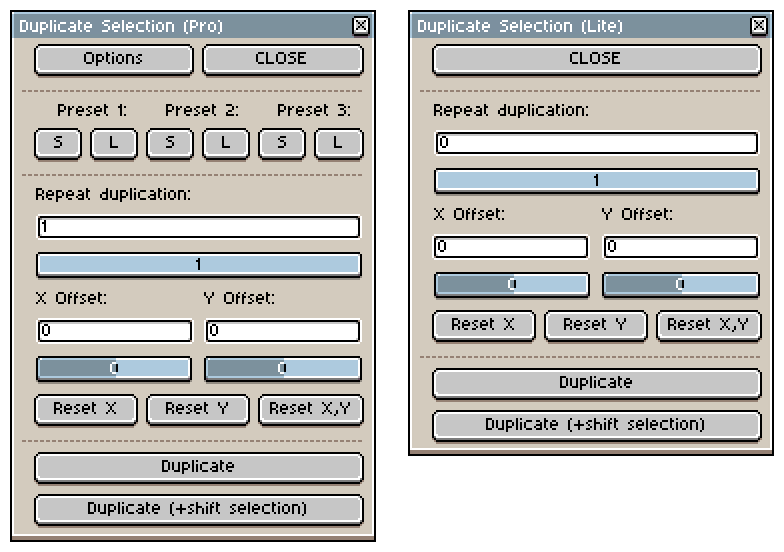 Duplicate Selection (Pro)
Options CLOSE
Preset 1: Preset 2: Preset 3:
S L S L S L
Repeat duplication:
1
1
X Offset: Y Offset:
0 0
0 0
Reset X Reset Y Reset X,Y
Duplicate
Duplicate (+shift selection)
Duplicate Selection (Lite)
CLOSE
Repeat duplication:
0
1
X Offset: Y Offset:
0 0
0 0
Reset X Reset Y Reset X,Y
Duplicate
Duplicate (+shift selection)